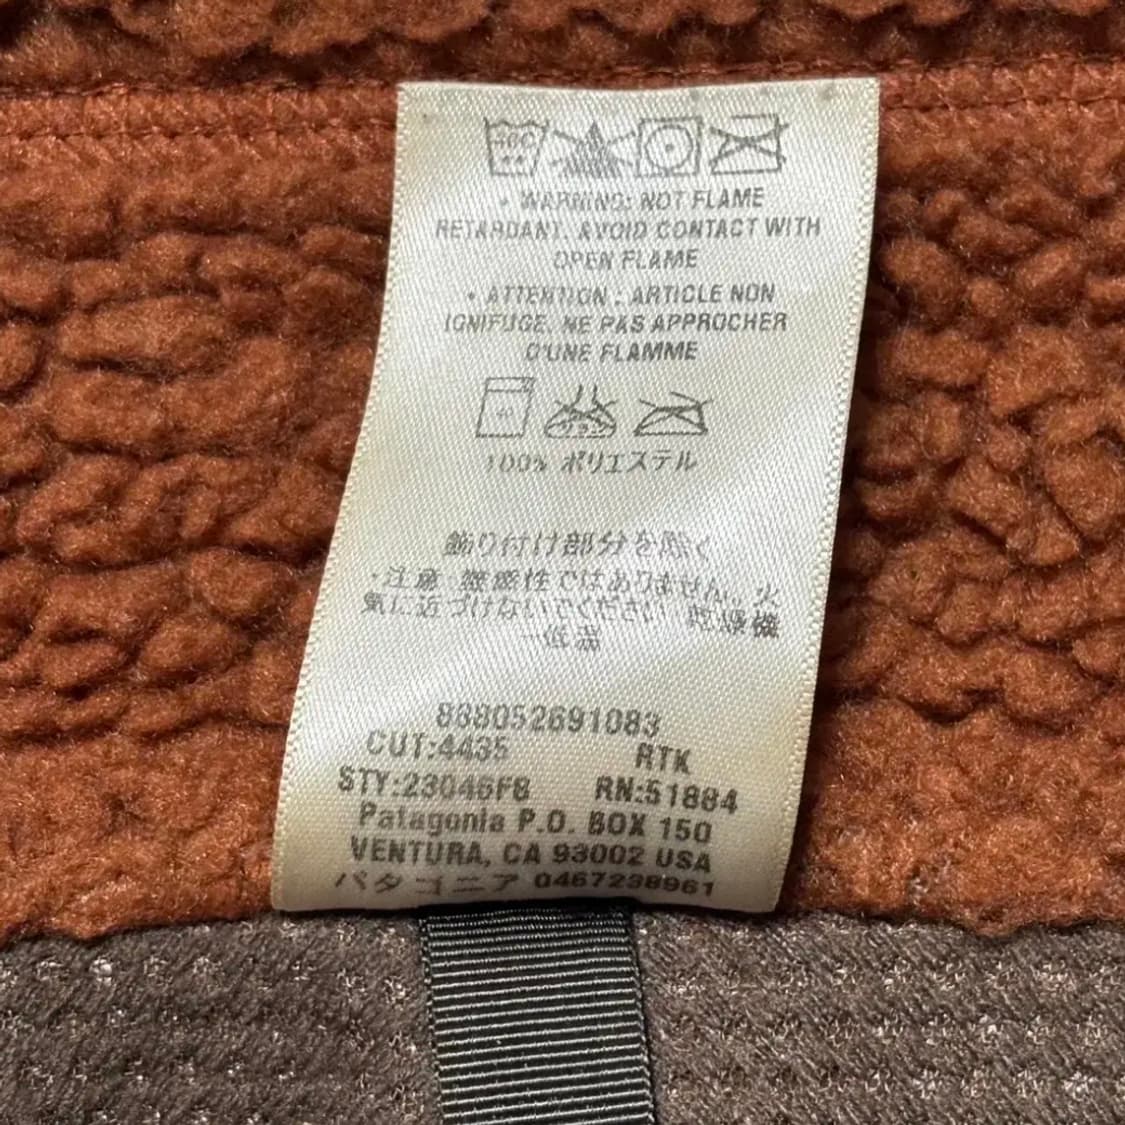 40C
• WARNING: NOT FLAME
RETARDANT. AVOID CONTACT WITH
OPEN FLAME
• ATTENTION : ARTICLE NON
IGNIFUGE. NE PAS APPROCHER
D'UNE FLAMME
40
100% ポリエステル
飾り付け部分を除く
・注意 難燃性ではありません。火
気に近づけないでください 乾燥機
－低温
888052691083
CUT:4435 RTK
STY:23046F8 RN:51884
Patagonia P.O. BOX 150
VENTURA, CA 93002 USA
パタゴニア 0467238961